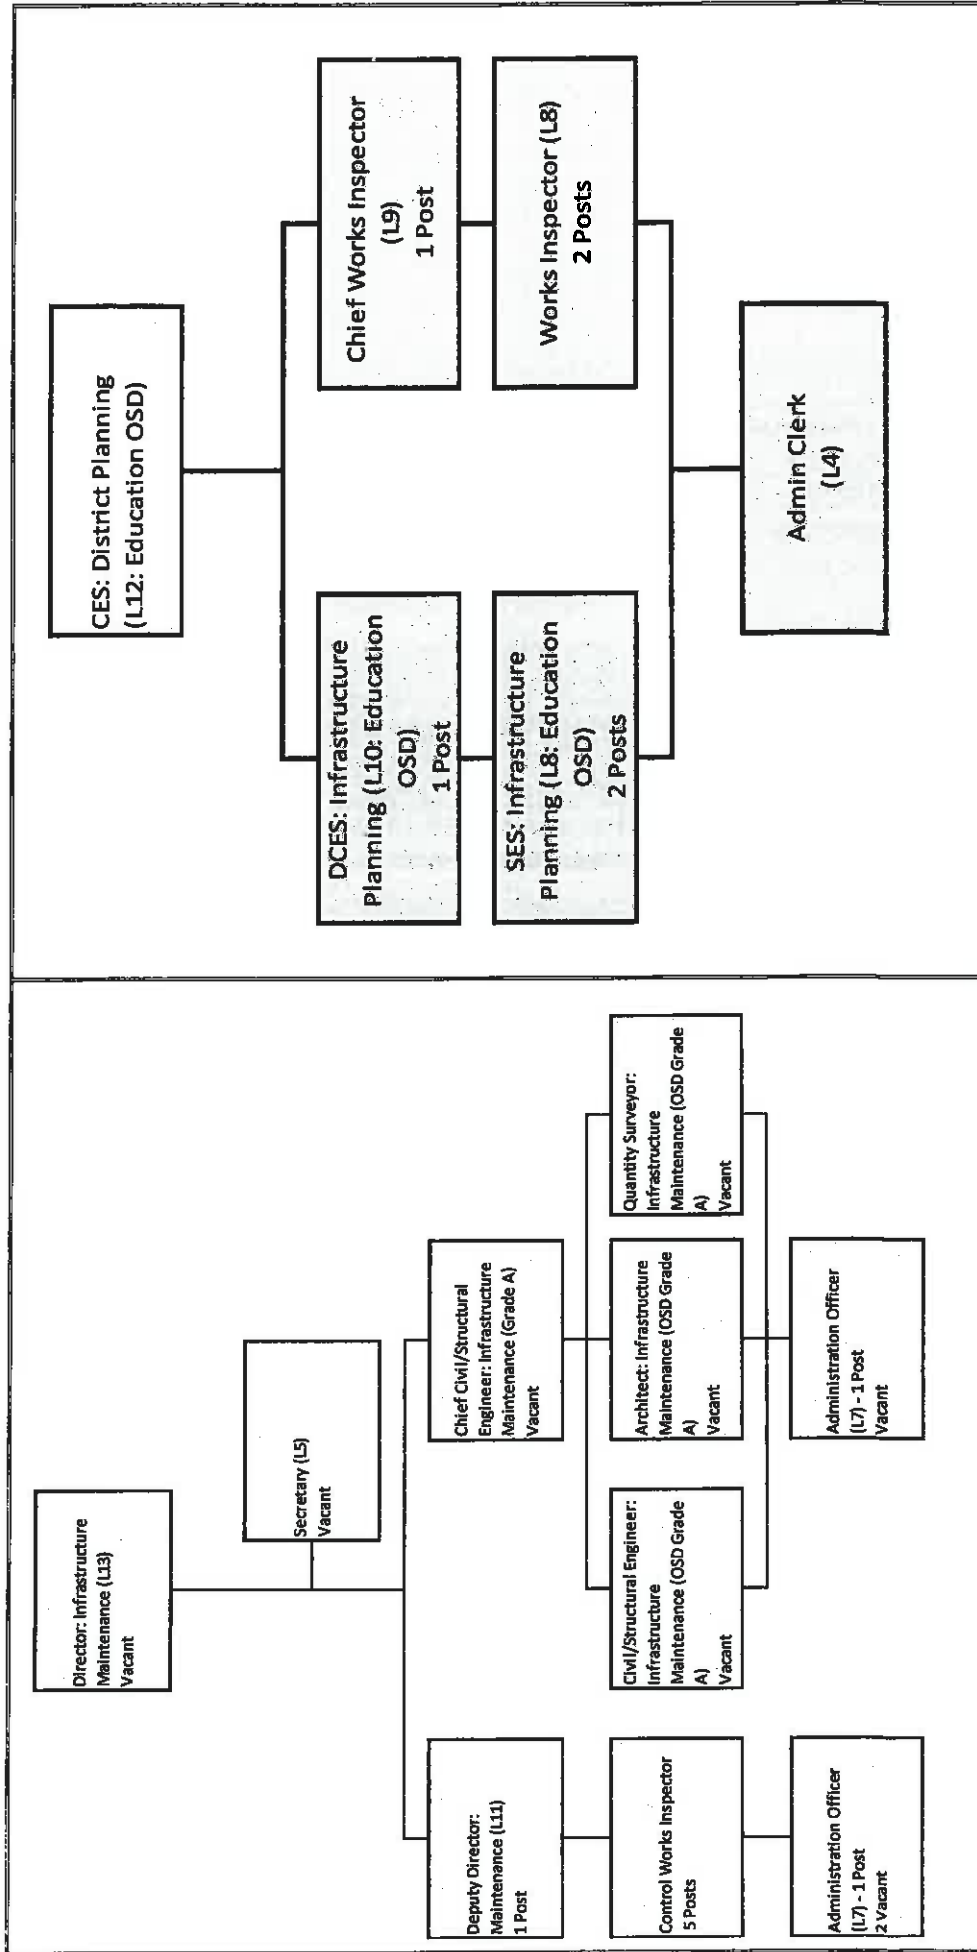 Director: Infrastructure
Maintenance (L13)
Vacant
Secretary (L5)
Vacant
Deputy Director:
Maintenance (L11)
1 Post
Chief Civil/Structural
Engineer: Infrastructure
Maintenance (Grade A)
Vacant
Control Works Inspector
5 Posts
Civil/Structural Engineer:
Infrastructure
Maintenance (OSD Grade
A)
Vacant
Architect: Infrastructure
Maintenance (OSD Grade
A)
Vacant
Quantity Surveyor:
Infrastructure
Maintenance (OSD Grade
A)
Vacant
Administration Officer
(L7) - 1 Post
2 Vacant
Administration Officer
(L7) - 1 Post
Vacant
CES: District Planning
(L12: Education OSD)
DCES: Infrastructure
Planning (L10: Education
OSD)
1 Post
Chief Works Inspector
(L9)
1 Post
SES: Infrastructure
Planning (L8: Education
OSD)
2 Posts
Works Inspector (L8)
2 Posts
Admin Clerk
(L4)